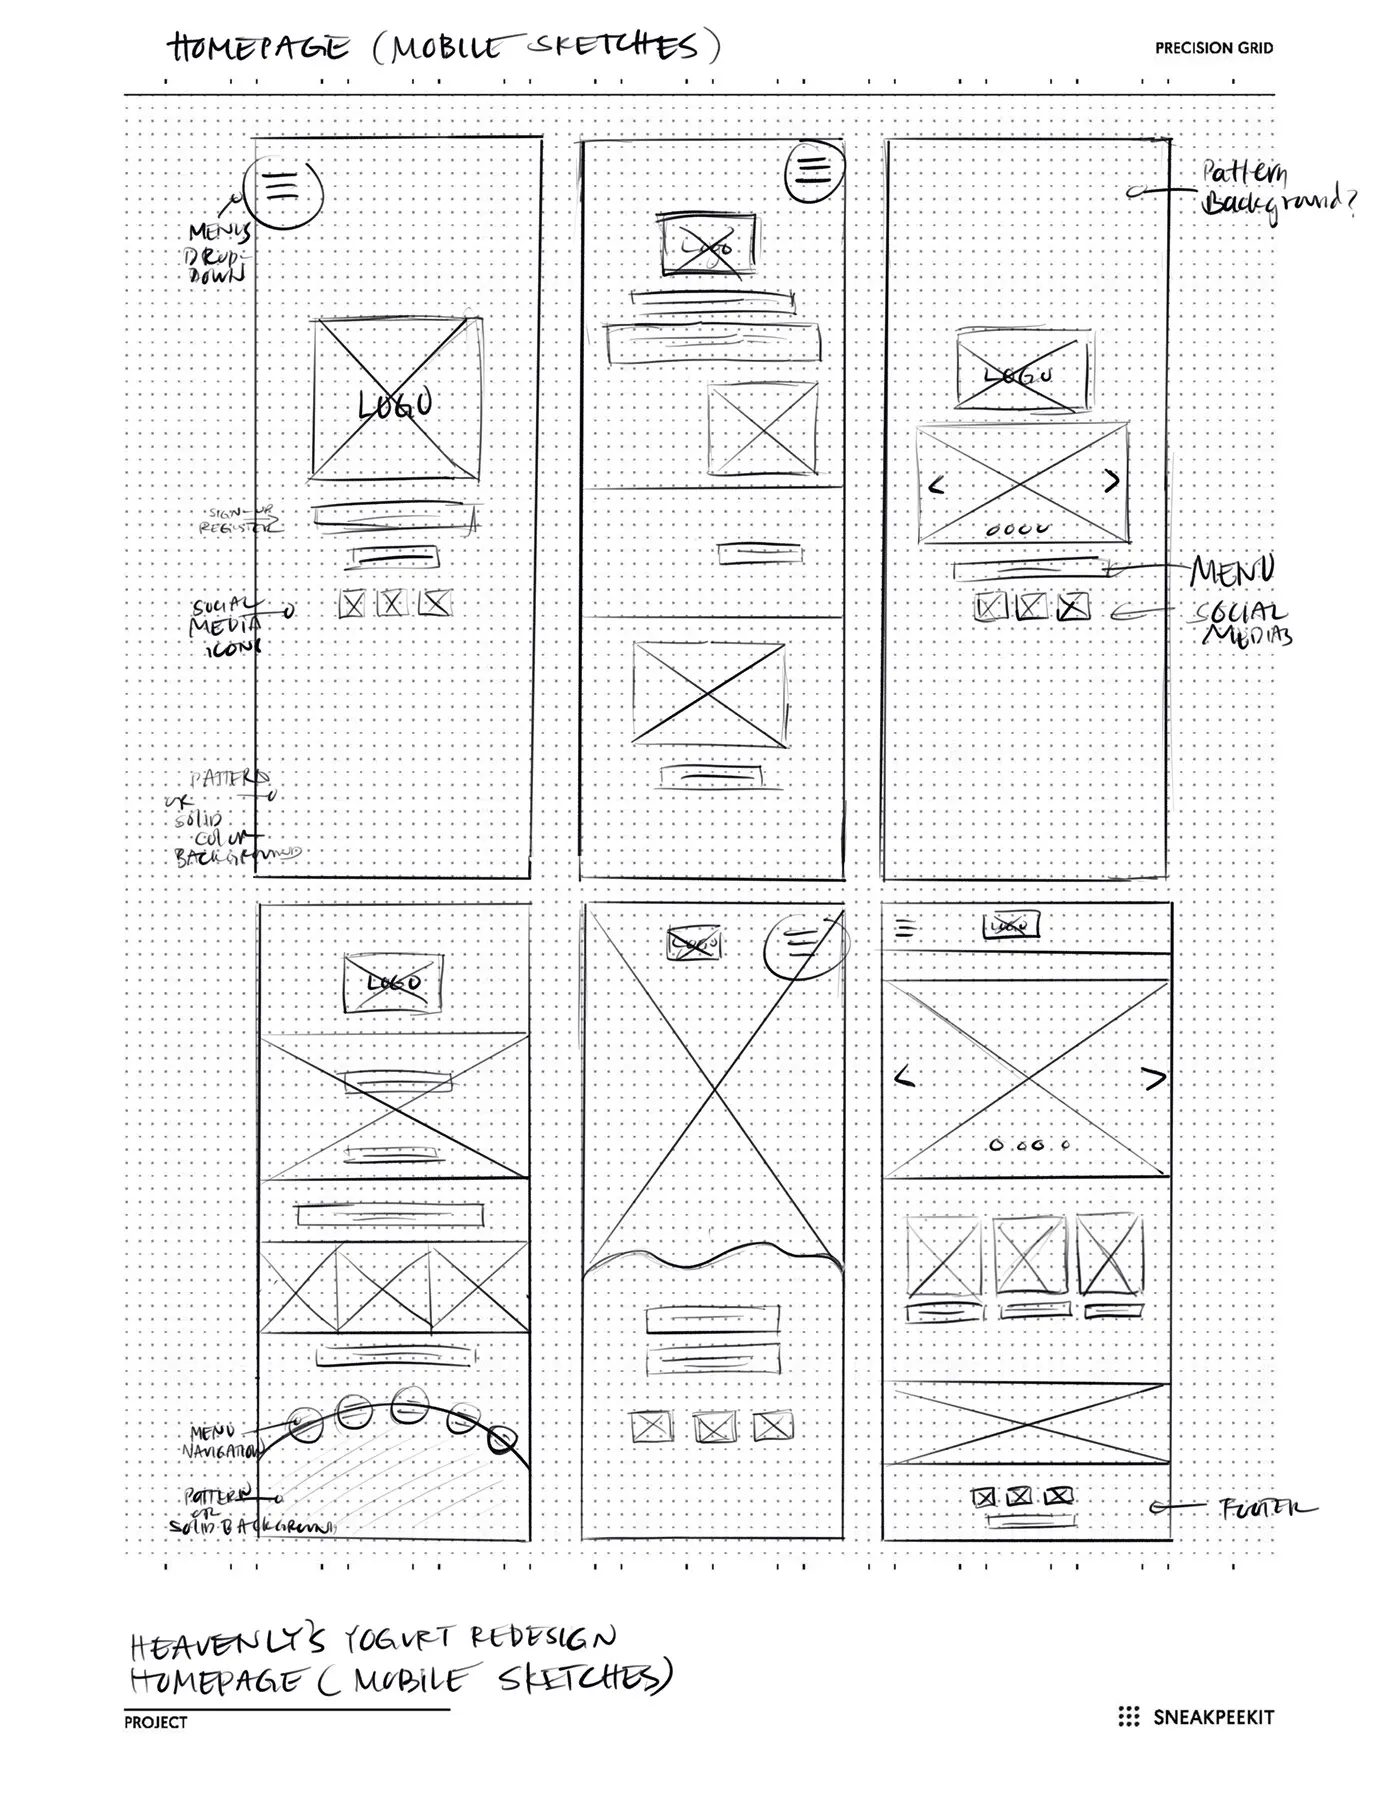 HOMEPAGE (MOBILE SKETCHES)
PRECISION GRID
MENUS
DROP-
DOWN
LOGO
SIGN-UP
REGISTER
SOCIAL
MEDIA
ICONS
PATTERN
OR
SOLID
COLOR
BACKGROUND
Logo
Pattern
Background?
LOGO
< >
MENU
SOCIAL
MEDIAS
LOGO
MENU
NAVIGATION
PATTERN
OR
SOLID BACKGROUND
LOGO
LOGO
< >
FOOTER
HEAVENLY'S YOGURT REDESIGN
HOMEPAGE (MOBILE SKETCHES)
PROJECT
SNEAKPEEKIT